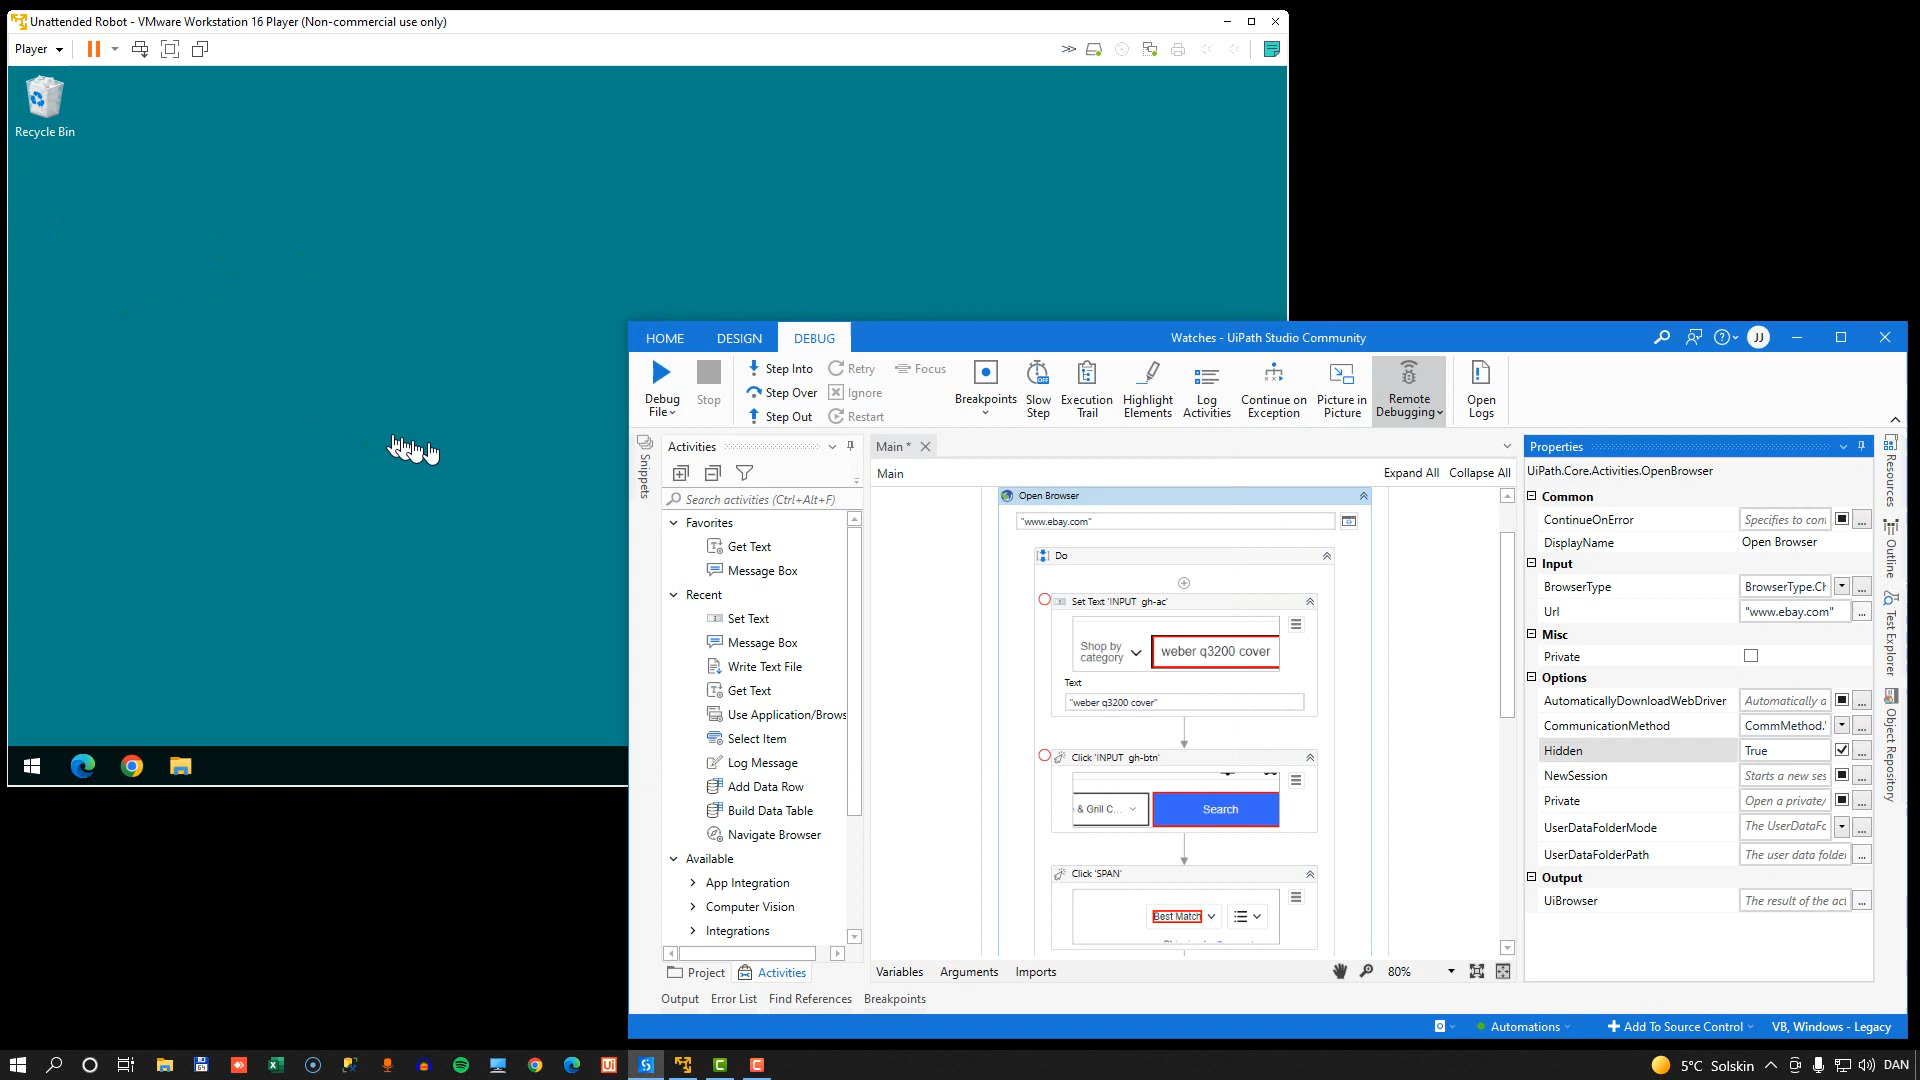 Unattended Robot - VMware Workstation 16 Player (Non-commercial use only)
Player
Recycle Bin
HOME
DESIGN
DEBUG
Watches - UiPath Studio Community
JJ
Debug File
Stop
Step Into
Step Over
Step Out
Retry
Ignore
Restart
Focus
Breakpoints
Slow Step
Execution Trail
Highlight Elements
Log Activities
Continue on Exception
Picture in Picture
Remote Debugging
Open Logs
Snippets
Activities
Search activities (Ctrl+Alt+F)
Favorites
Get Text
Message Box
Recent
Set Text
Message Box
Write Text File
Get Text
Use Application/Brows
Select Item
Log Message
Add Data Row
Build Data Table
Navigate Browser
Available
App Integration
Computer Vision
Integrations
Project
Activities
Main *
Main
Expand All
Collapse All
Open Browser
"www.ebay.com"
Do
Set Text 'INPUT gh-ac'
Shop by category
weber q3200 cover
Text
"weber q3200 cover"
Click 'INPUT gh-btn'
& Grill C...
Search
Click 'SPAN'
Best Match
Variables
Arguments
Imports
80%
Output
Error List
Find References
Breakpoints
Properties
UiPath.Core.Activities.OpenBrowser
Common
ContinueOnError
Specifies to cont
DisplayName
Open Browser
Input
BrowserType
BrowserType.Ch
Url
"www.ebay.com"
Misc
Private
Options
AutomaticallyDownloadWebDriver
Automatically d
CommunicationMethod
CommMethod.
Hidden
True
NewSession
Starts a new ses
Private
Open a private/
UserDataFolderMode
The UserDataFo
UserDataFolderPath
The user data folder
Output
UiBrowser
The result of the act
Resources
Outline
Test Explorer
Object Repository
Automations
Add To Source Control
VB, Windows - Legacy
5°C Solskin
DAN